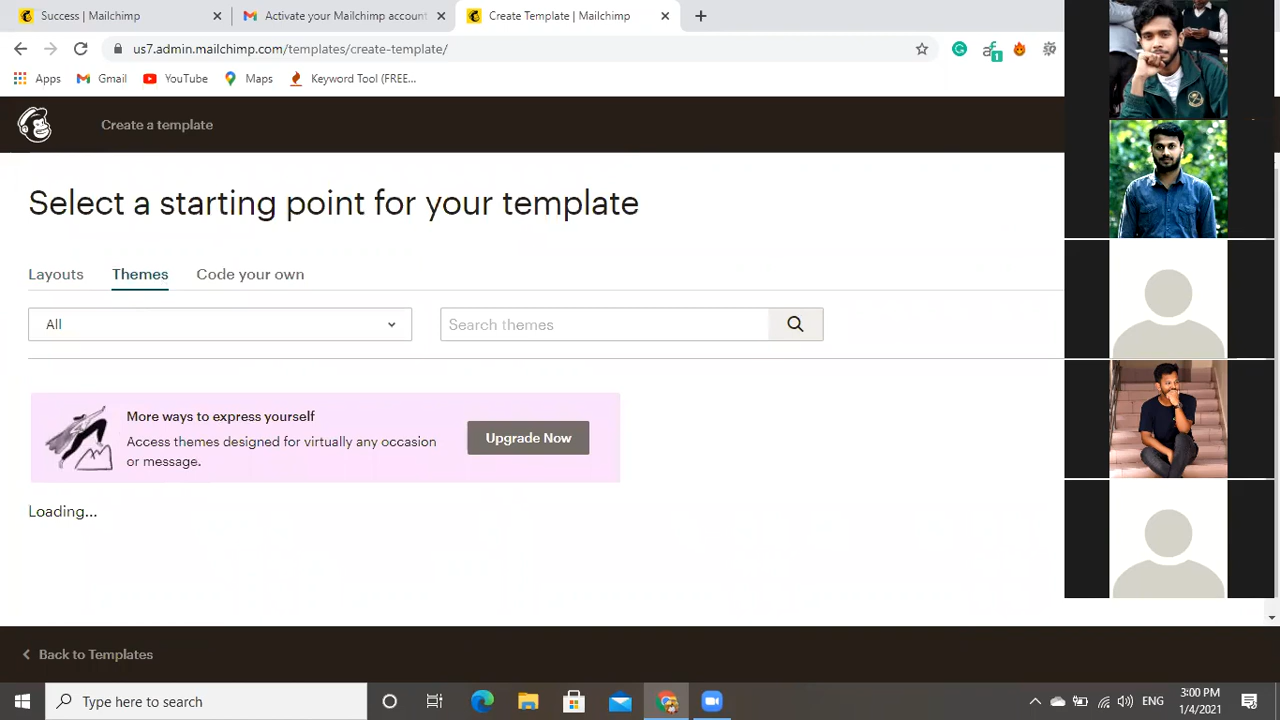 Success | Mailchimp
Activate your Mailchimp accoun
Create Template | Mailchimp
us7.admin.mailchimp.com/templates/create-template/
1
Apps
Gmail
YouTube
Maps
Keyword Tool (FREE...
Create a template
Select a starting point for your template
Layouts
Themes
Code your own
All
Search themes
More ways to express yourself
Access themes designed for virtually any occasion
or message.
Upgrade Now
Loading...
Back to Templates
Type here to search
ENG
3:00 PM
1/4/2021